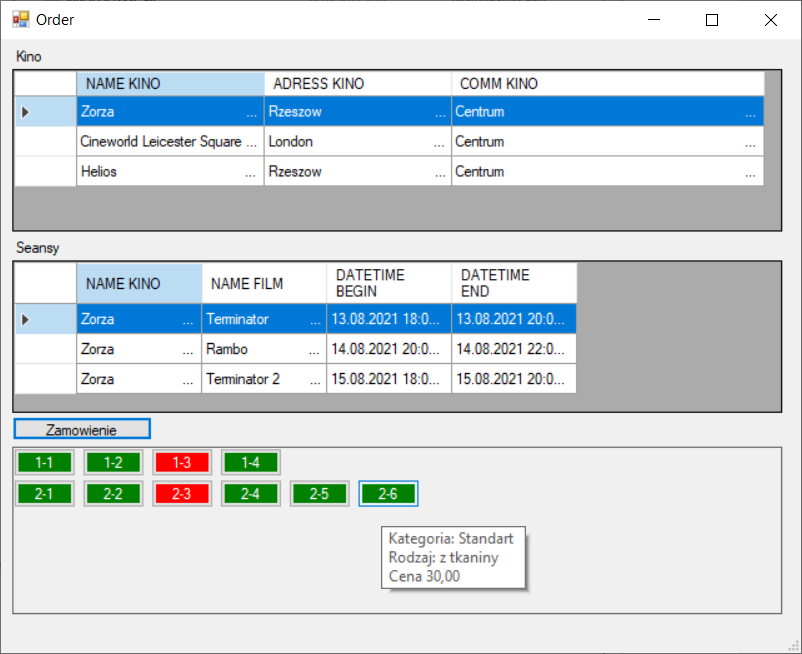 Order
Kino
NAME KINO ADRESS KINO COMM KINO
Zorza ... Rzeszow ... Centrum ...
Cineworld Leicester Square ... London ... Centrum ...
Helios ... Rzeszow ... Centrum ...
Seansy
NAME KINO NAME FILM DATETIME BEGIN DATETIME END
Zorza ... Terminator ... 13.08.2021 18:0... 13.08.2021 20:0...
Zorza ... Rambo ... 14.08.2021 20:0... 14.08.2021 22:0...
Zorza ... Terminator 2 ... 15.08.2021 18:0... 15.08.2021 20:0...
Zamowienie
1-1 1-2 1-3 1-4
2-1 2-2 2-3 2-4 2-5 2-6
Kategoria: Standart
Rodzaj: z tkaniny
Cena 30,00